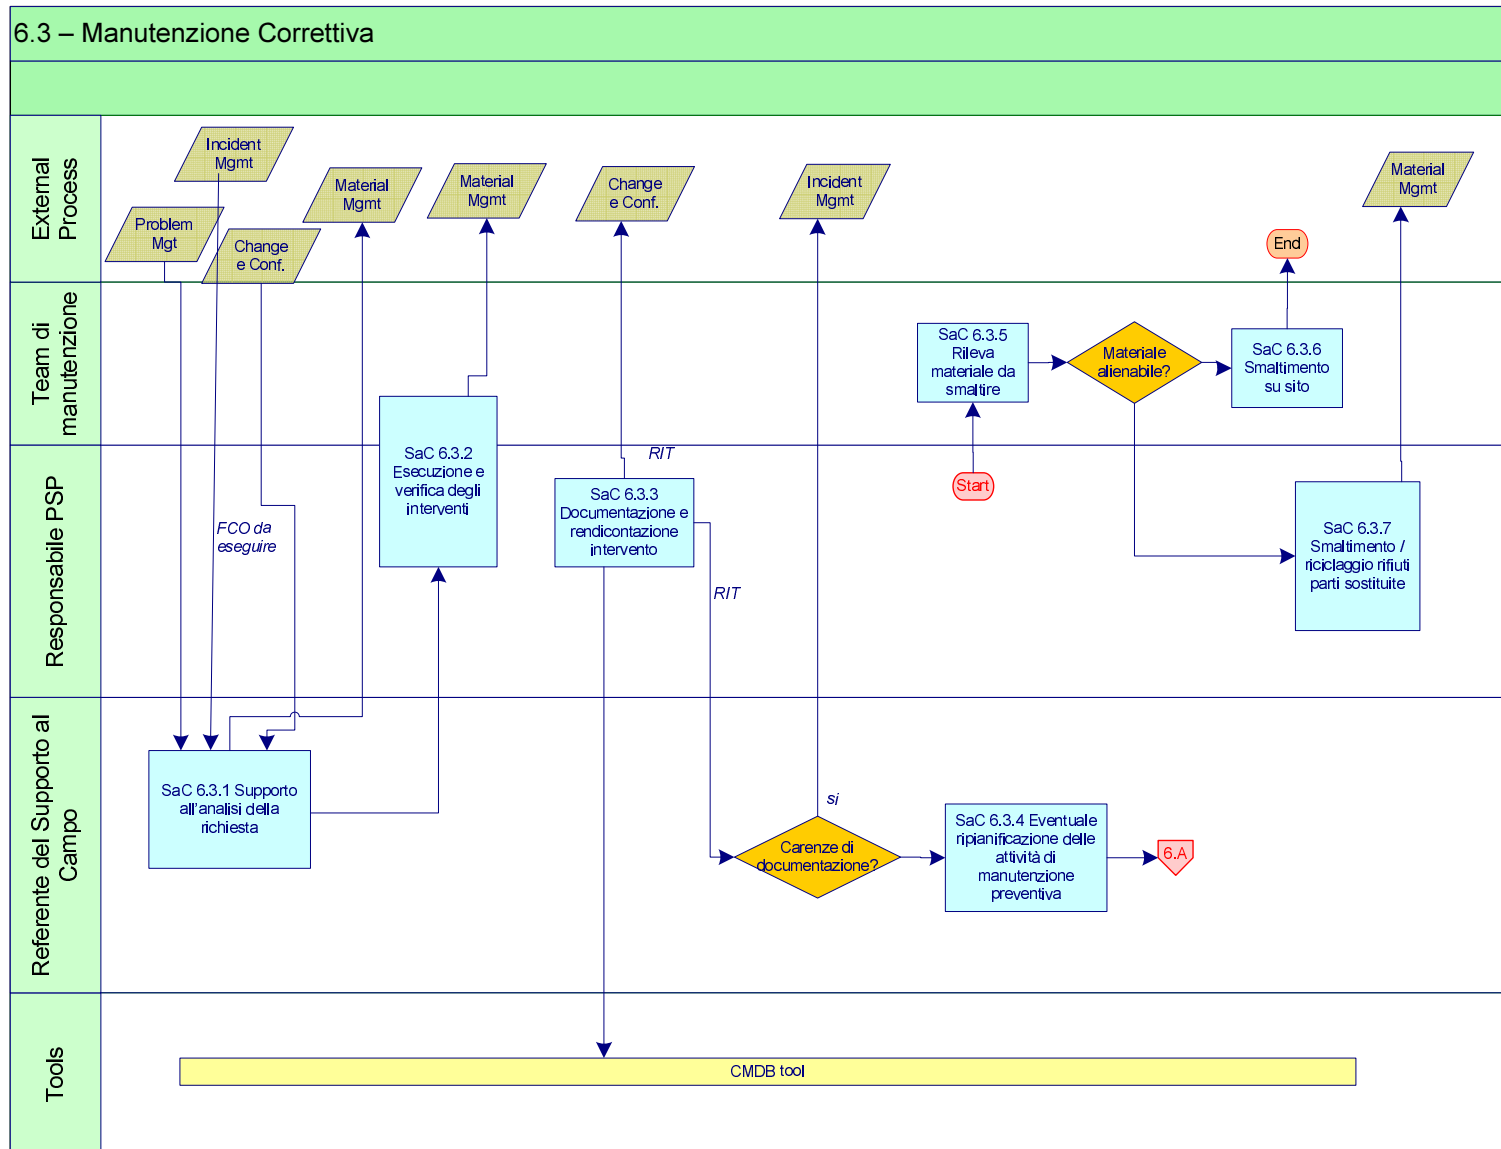 6.3 – Manutenzione Correttiva
External
Process
Incident
Mgmt
Problem
Mgt
Change
e Conf.
Material
Mgmt
Material
Mgmt
Change
e Conf.
Incident
Mgmt
Material
Mgmt
End
Team di
manutenzione
SaC 6.3.5
Rileva
materiale da
smaltire
Materiale
alienabile?
SaC 6.3.6
Smaltimento
su sito
Responsabile PSP
FCO da
eseguire
SaC 6.3.2
Esecuzione e
verifica degli
interventi
RIT
SaC 6.3.3
Documentazione e
rendicontazione
intervento
RIT
Start
SaC 6.3.7
Smaltimento /
riciclaggio rifiuti
parti sostituite
Referente del Supporto al
Campo
SaC 6.3.1 Supporto
all'analisi della
richiesta
si
Carenze di
documentazione?
SaC 6.3.4 Eventuale
ripianificazione delle
attività di
manutenzione
preventiva
6.A
Tools
CMDB tool